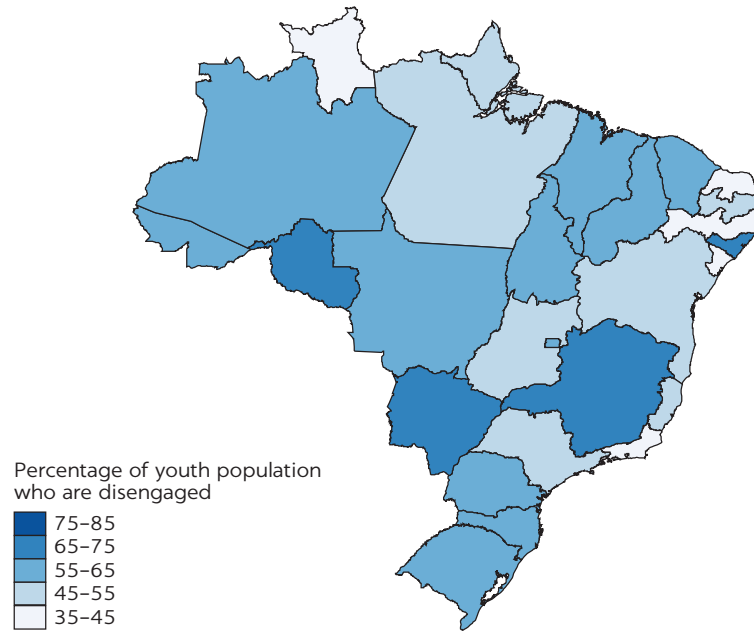 Percentage of youth population
who are disengaged
75–85
65–75
55–65
45–55
35–45